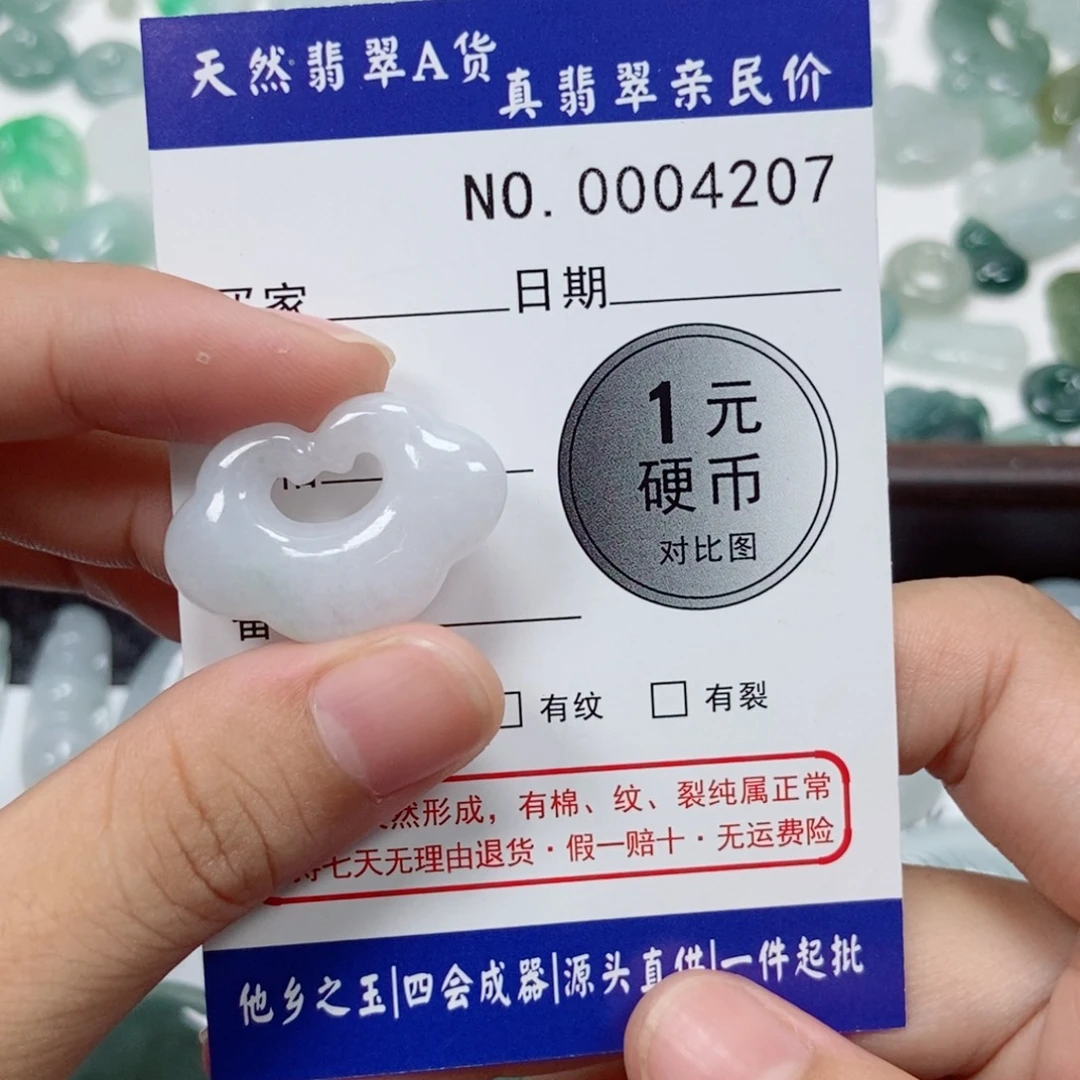 天然翡翠A货
真翡翠亲民价
NO.0004207
买家 日期
1元
硬币
对比图
备
有纹 有裂
然形成，有棉、纹、裂纯属正常
七天无理由退货·假一赔十·无运费险
他乡之玉|四会成器|源头直供|一件起批